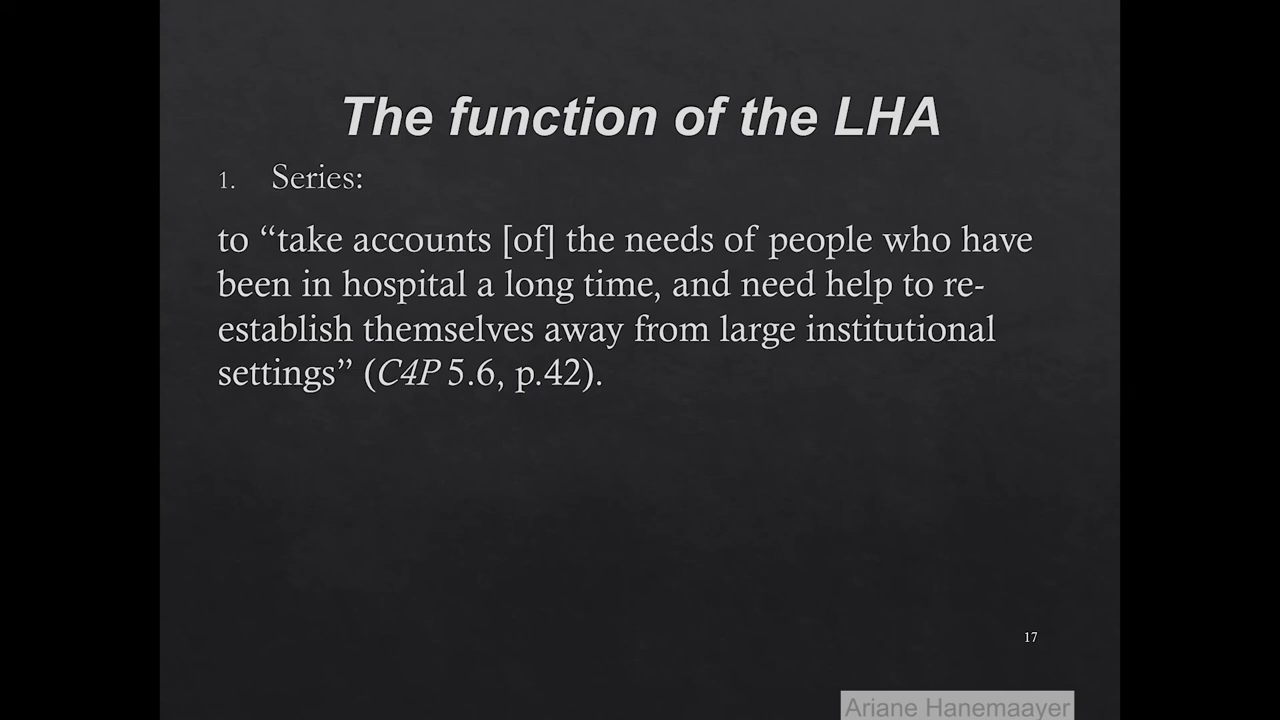 The function of the LHA
1. Series:
to “take accounts [of] the needs of people who have
been in hospital a long time, and need help to re-
establish themselves away from large institutional
settings” (C4P 5.6, p.42).
17
Ariane Hanemaayer